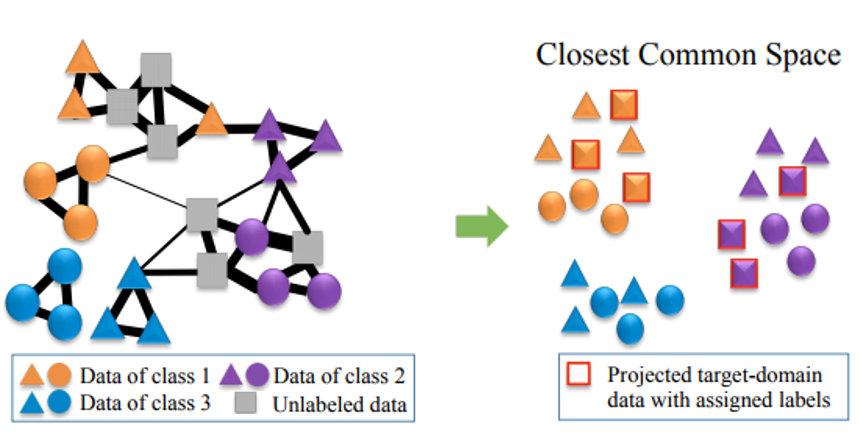 Closest Common Space
Data of class 1
Data of class 2
Data of class 3
Unlabeled data
Projected target-domain
data with assigned labels